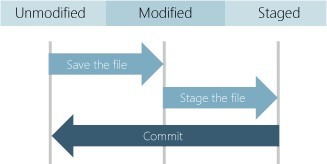 Unmodified Modified Staged
Save the file
Stage the file
Commit